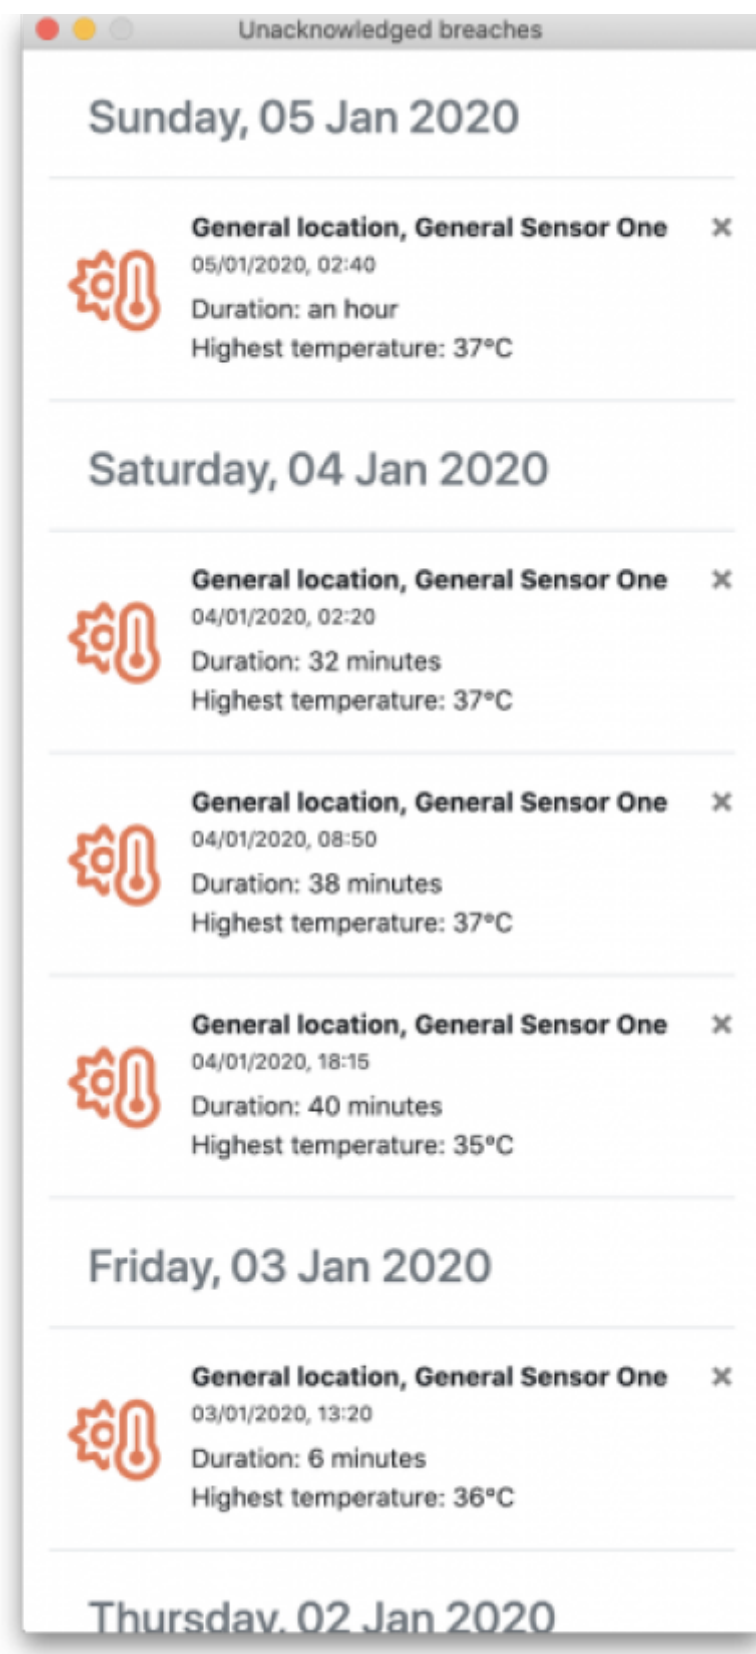 Unacknowledged breaches
Sunday, 05 Jan 2020
General location, General Sensor One
05/01/2020, 02:40
Duration: an hour
Highest temperature: 37°C
Saturday, 04 Jan 2020
General location, General Sensor One
04/01/2020, 02:20
Duration: 32 minutes
Highest temperature: 37°C
General location, General Sensor One
04/01/2020, 08:50
Duration: 38 minutes
Highest temperature: 37°C
General location, General Sensor One
04/01/2020, 18:15
Duration: 40 minutes
Highest temperature: 35°C
Friday, 03 Jan 2020
General location, General Sensor One
03/01/2020, 13:20
Duration: 6 minutes
Highest temperature: 36°C
Thursday, 02 Jan 2020